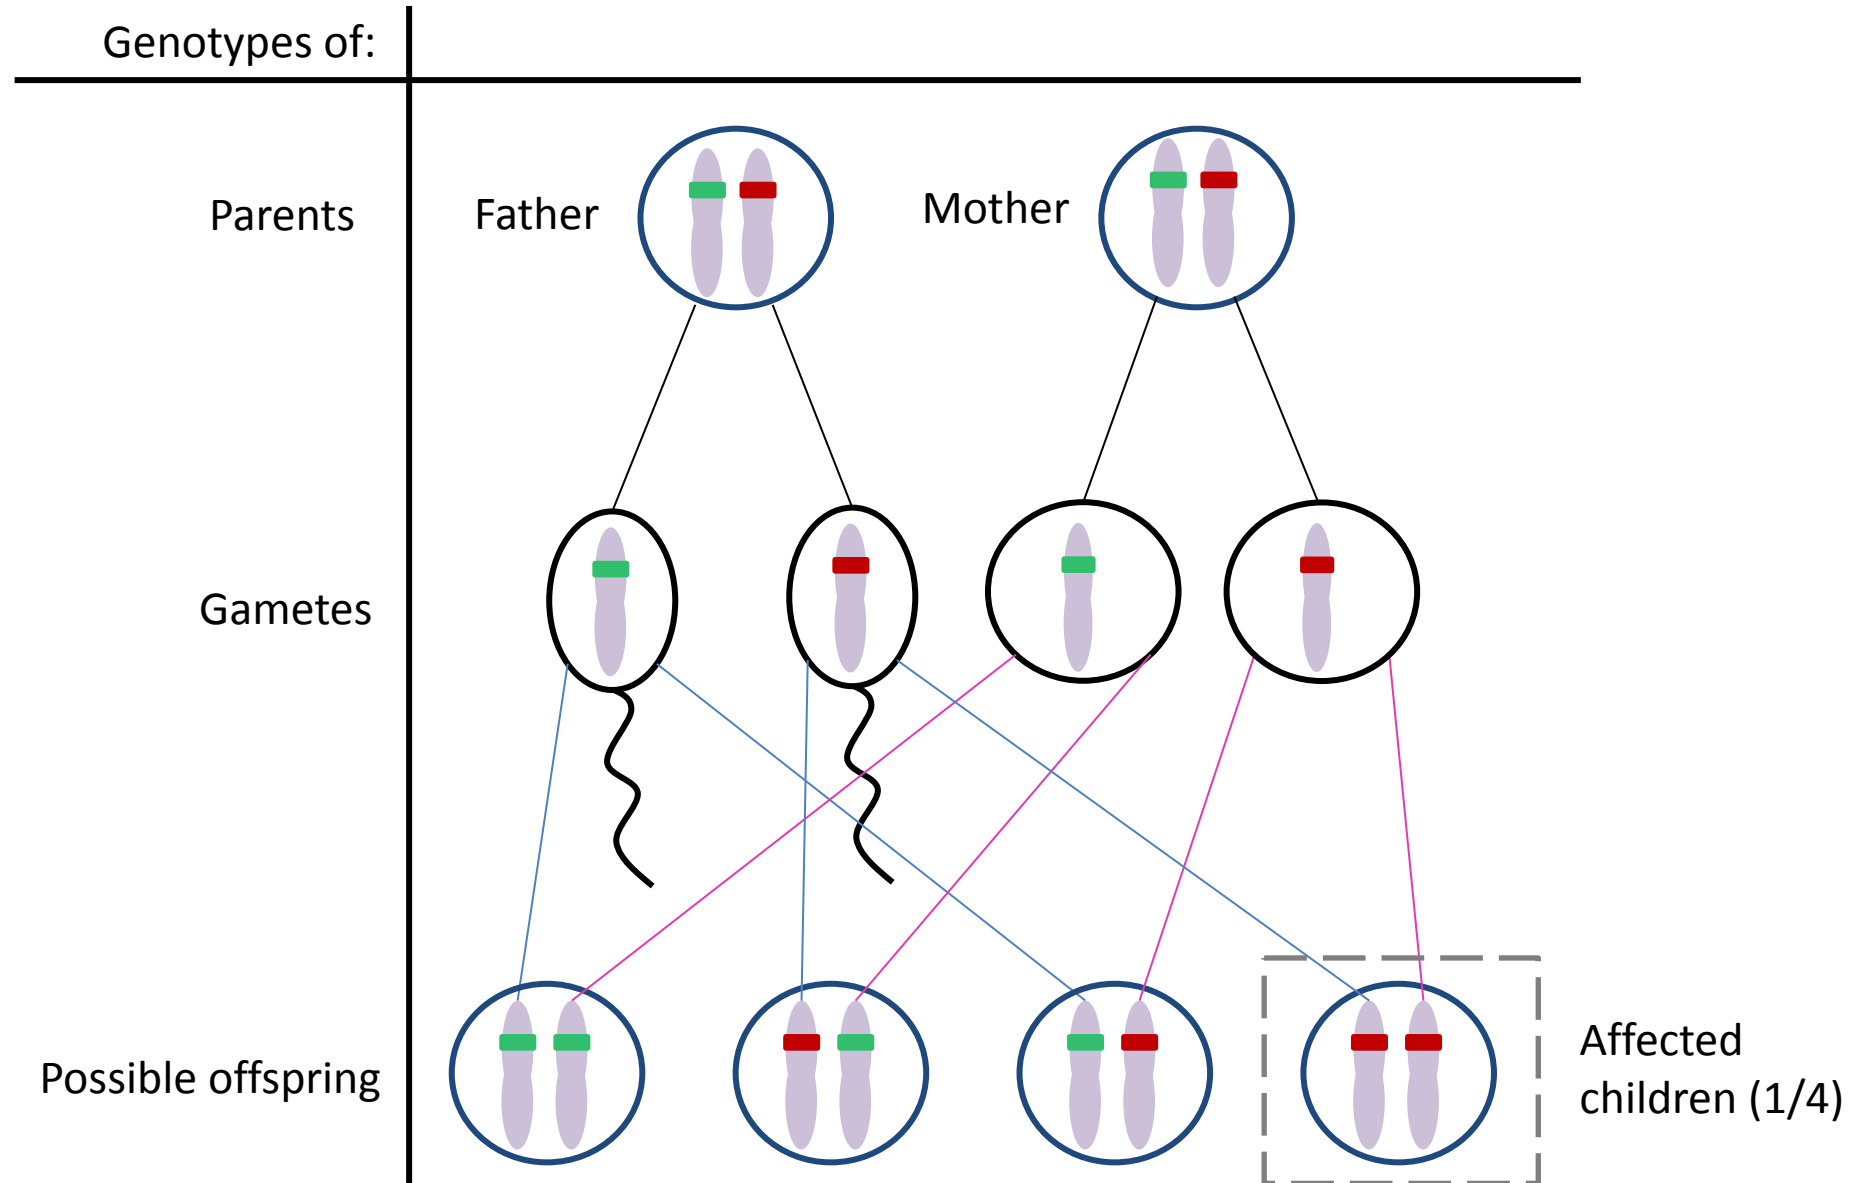 Genotypes of:
Parents
Father
Mother
Gametes
Possible offspring
Affected
children (1/4)